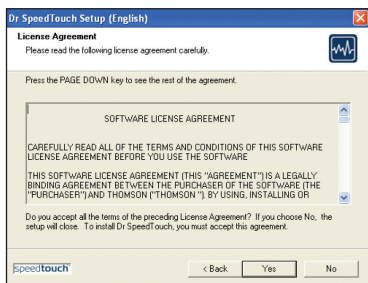 Dr SpeedTouch Setup (English)
License Agreement
Please read the following license agreement carefully.
Press the PAGE DOWN key to see the rest of the agreement.
SOFTWARE LICENSE AGREEMENT
CAREFULLY READ ALL OF THE TERMS AND CONDITIONS OF THIS SOFTWARE
LICENSE AGREEMENT BEFORE YOU USE THE SOFTWARE
THIS SOFTWARE LICENSE AGREEMENT (THIS "AGREEMENT") IS A LEGALLY
BINDING AGREEMENT BETWEEN THE PURCHASER OF THE SOFTWARE (THE
"PURCHASER") AND THOMSON ("THOMSON "). BY USING, INSTALLING OR
Do you accept all the terms of the preceding License Agreement? If you choose No, the
setup will close. To install Dr SpeedTouch, you must accept this agreement.
speedtouch
< Back Yes No